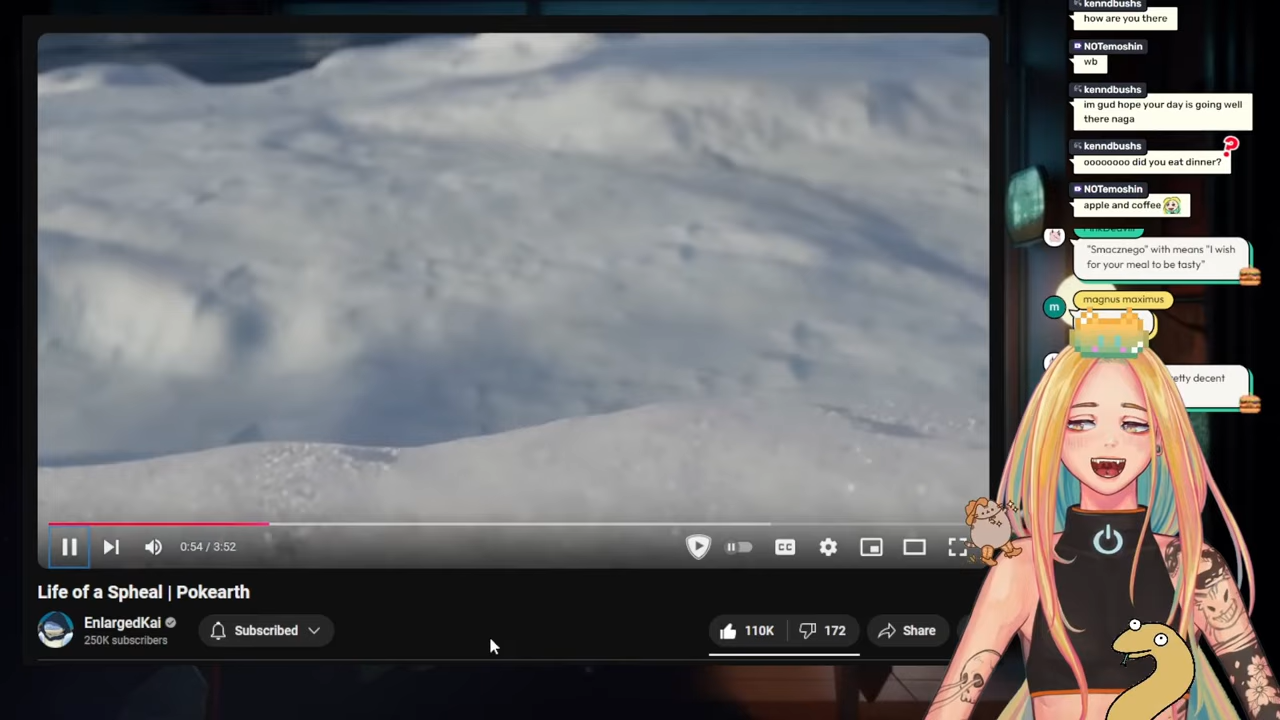 kenndbushs
how are you there
NOTemoshin
wb
kenndbushs
im gud hope your day is going well
there naga
kenndbushs
oooooooo did you eat dinner?
NOTemoshin
apple and coffee
"Smacznego" with means "I wish
for your meal to be tasty"
m
magnus maximus
etty decent
0:54 / 3:52
CC
Life of a Spheal | Pokearth
EnlargedKai
250K subscribers
Subscribed
110K
172
Share